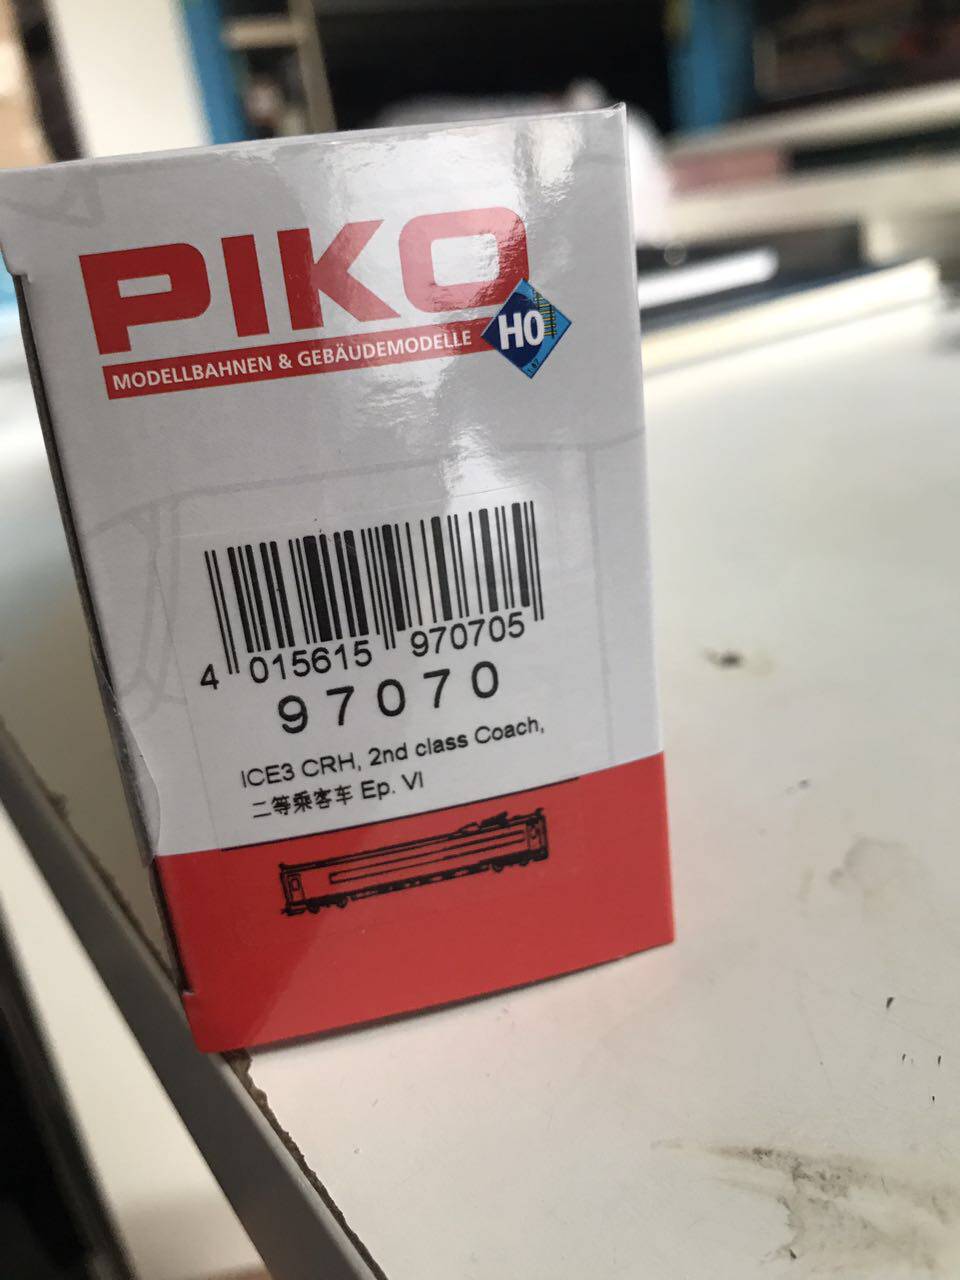 PIKO
H0
MODELLBAHNEN & GEBÄUDEMODELLE
4 015615 970705
97070
ICE3 CRH, 2nd class Coach,
二等乘客车 Ep. VI